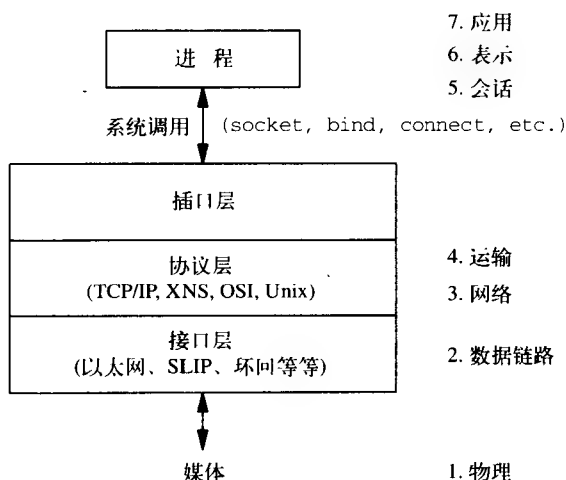 7. 应用
进 程
6. 表示
5. 会话
系统调用 (socket, bind, connect, etc.)
插口层
协议层
4. 运输
(TCP/IP, XNS, OSI, Unix)
3. 网络
接口层
(以太网、SLIP、环回等等)
2. 数据链路
媒体
1. 物理